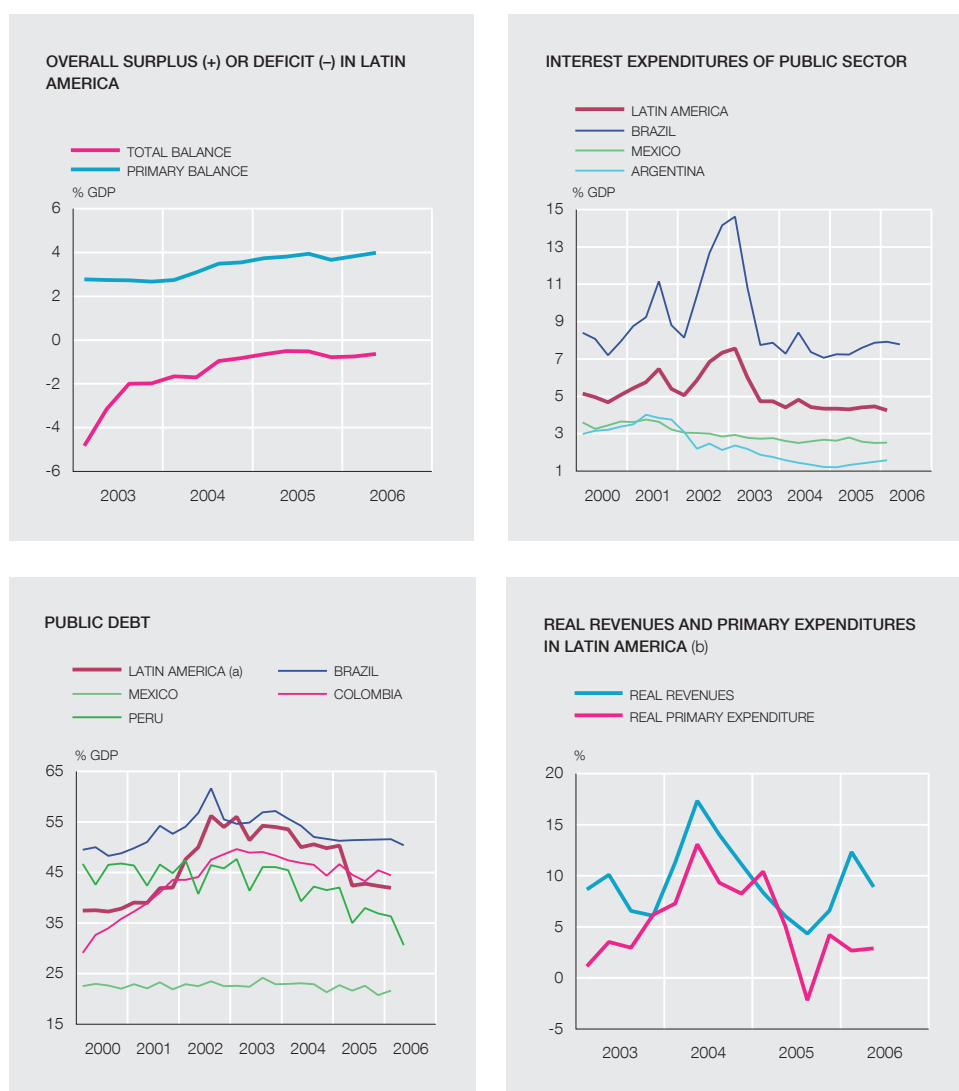 OVERALL SURPLUS (+) OR DEFICIT (–) IN LATIN
AMERICA
TOTAL BALANCE
PRIMARY BALANCE
% GDP
6
4
2
0
-2
-4
-6
2003 2004 2005 2006
INTEREST EXPENDITURES OF PUBLIC SECTOR
LATIN AMERICA
BRAZIL
MEXICO
ARGENTINA
% GDP
15
13
11
9
7
5
3
1
2000 2001 2002 2003 2004 2005 2006
PUBLIC DEBT
LATIN AMERICA (a) BRAZIL
MEXICO COLOMBIA
PERU
% GDP
65
55
45
35
25
15
2000 2001 2002 2003 2004 2005 2006
REAL REVENUES AND PRIMARY EXPENDITURES
IN LATIN AMERICA (b)
REAL REVENUES
REAL PRIMARY EXPENDITURE
%
20
15
10
5
0
-5
2003 2004 2005 2006